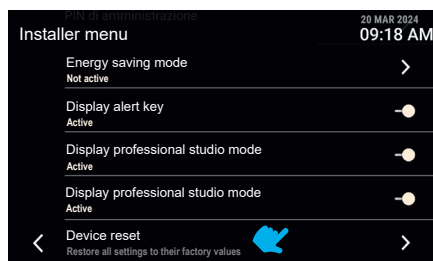 PIN di amministrazione
20 MAR 2024
Installer menu
09:18 AM
Energy saving mode
Not active
Display alert key
Active
Display professional studio mode
Active
Display professional studio mode
Active
Device reset
Restore all settings to their factory values